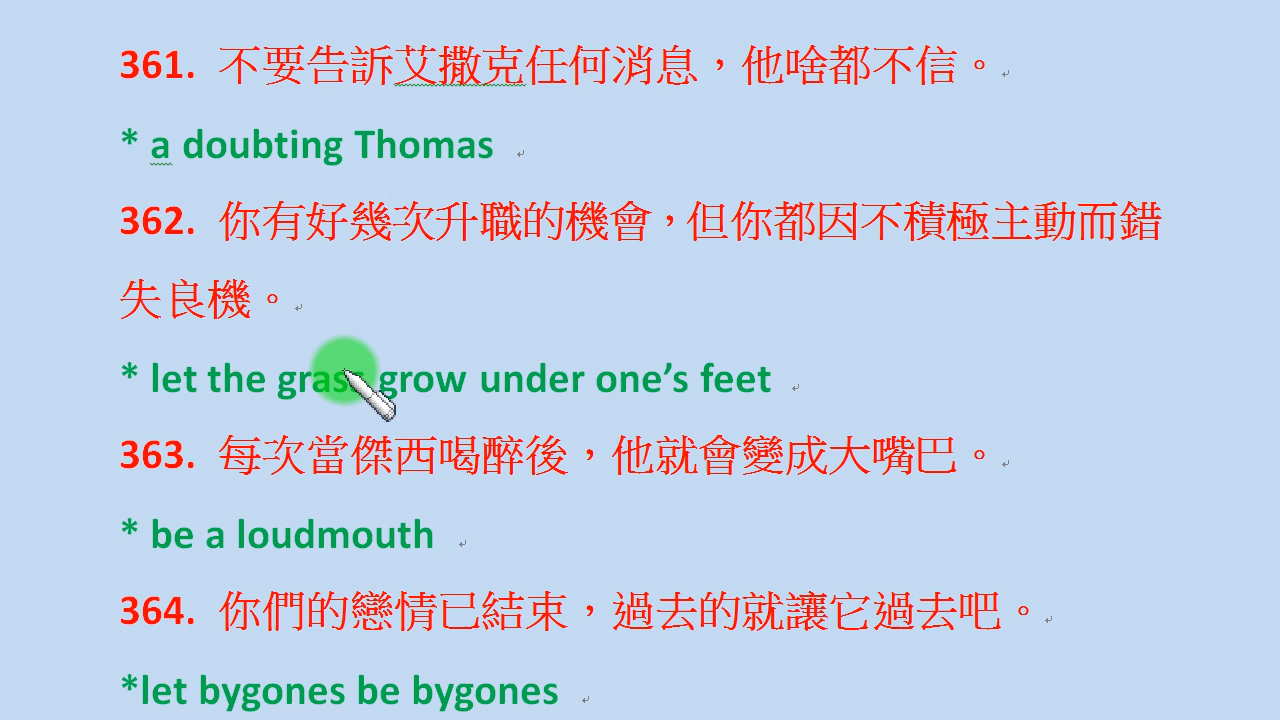 361. 不要告訴艾撒克任何消息，他啥都不信。
* a doubting Thomas
362. 你有好幾次升職的機會，但你都因不積極主動而錯
失良機。
* let the grass grow under one’s feet
363. 每次當傑西喝醉後，他就會變成大嘴巴。
* be a loudmouth
364. 你們的戀情已結束，過去的就讓它過去吧。
*let bygones be bygones